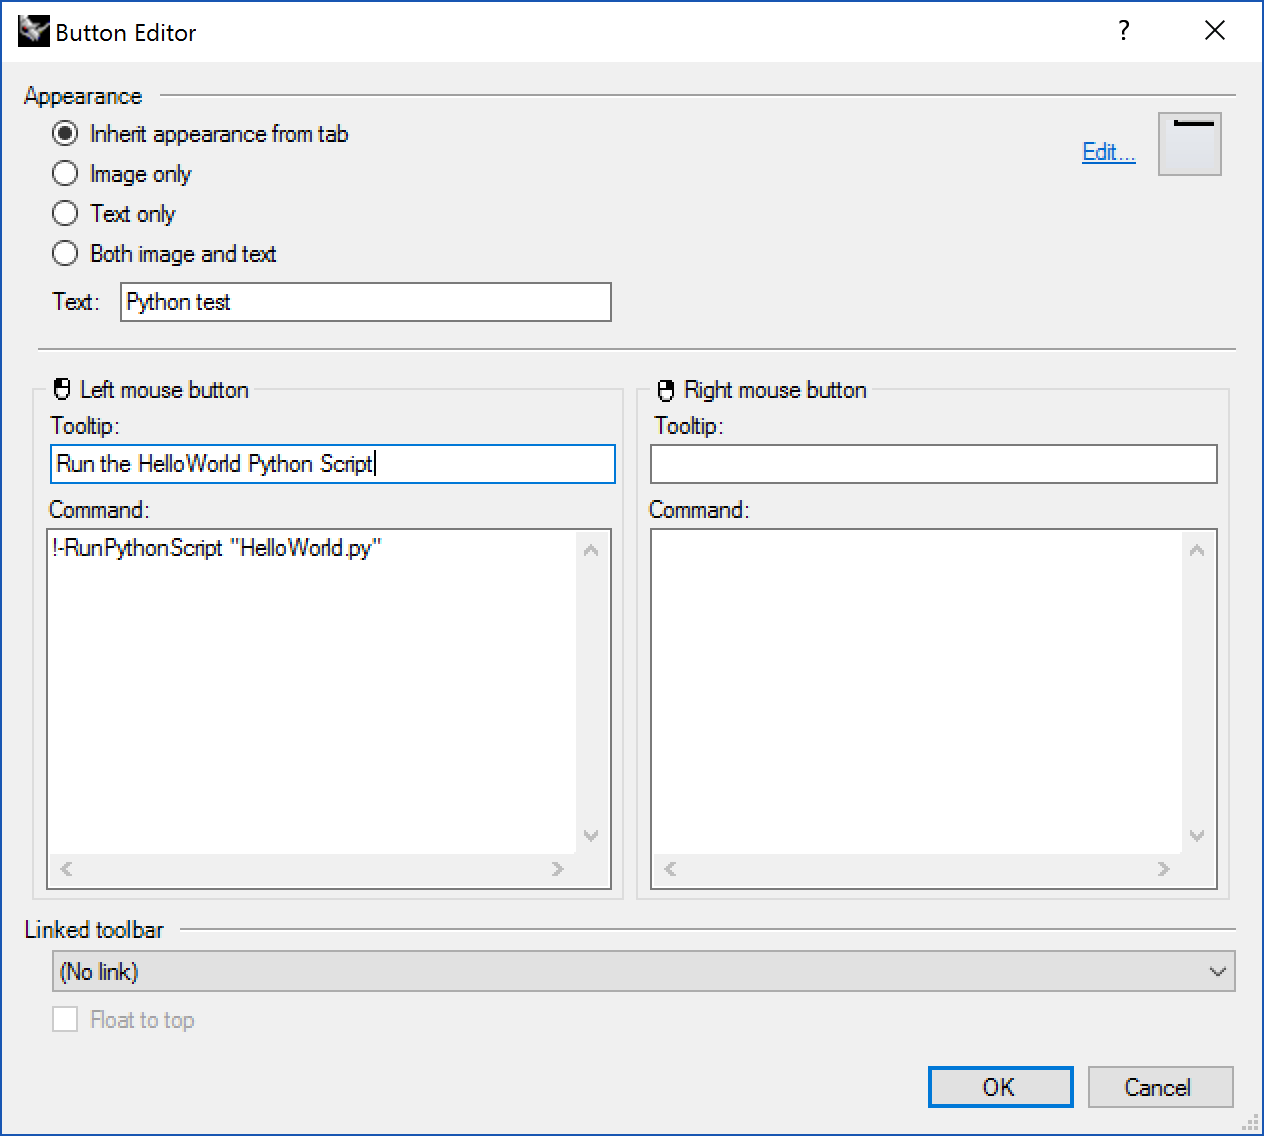 Button Editor
?
Appearance
Inherit appearance from tab
Edit...
Image only
Text only
Both image and text
Text: Python test
Left mouse button
Tooltip:
Run the HelloWorld Python Script
Command:
!-RunPythonScript "HelloWorld.py"
Right mouse button
Tooltip:
Command:
Linked toolbar
(No link)
Float to top
OK
Cancel